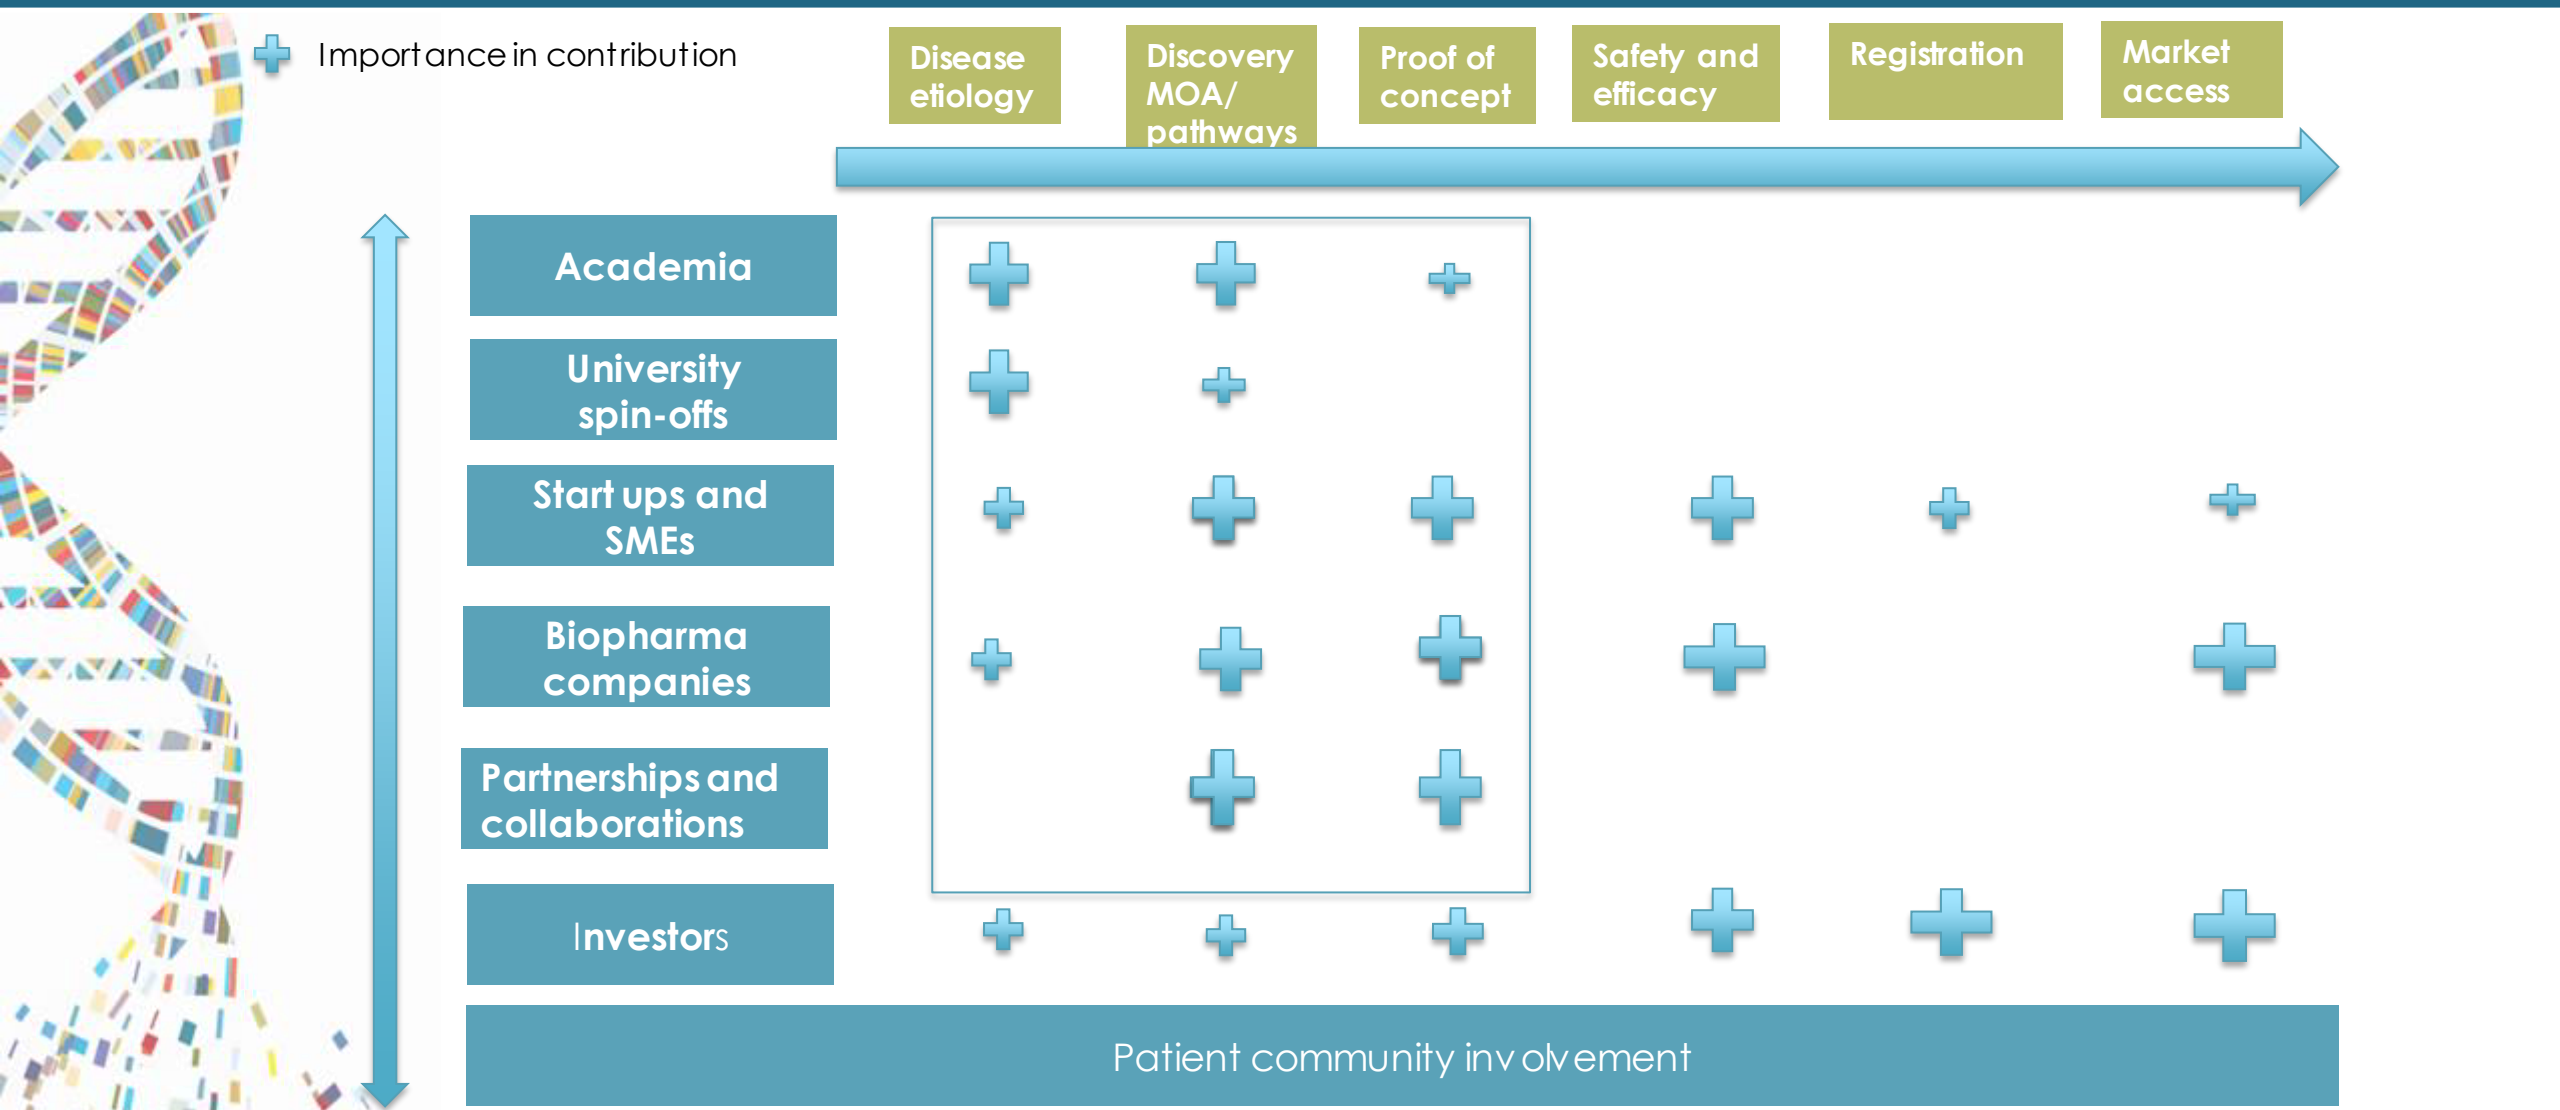 Importance in contribution
Disease
etiology
Discovery
MOA/
pathways
Proof of
concept
Safety and
efficacy
Registration
Market
access
Academia
University
spin-offs
Start ups and
SMEs
Biopharma
companies
Partnerships and
collaborations
Investors
Patient community involvement